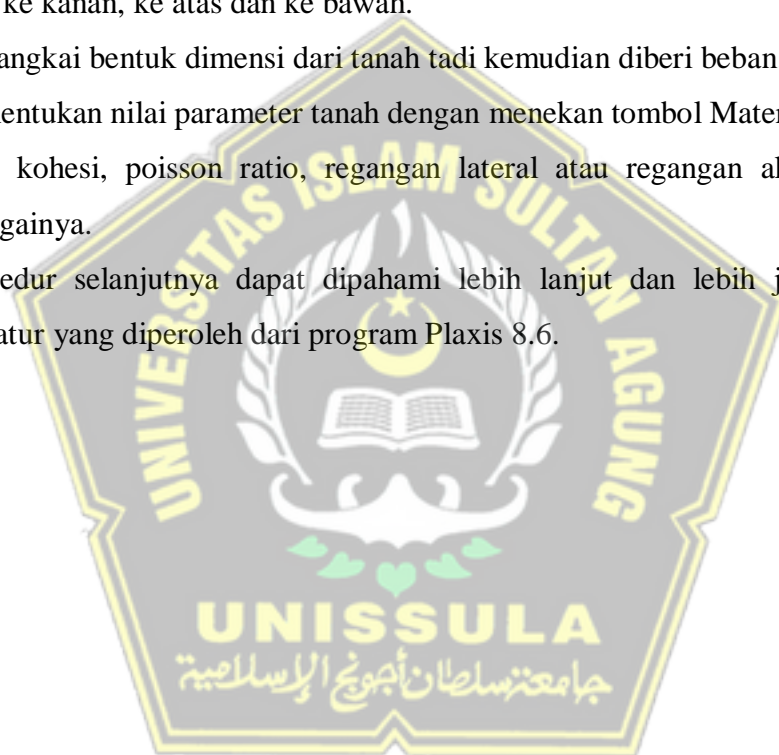 ke kanan, ke atas dan ke bawah.
angkai bentuk dimensi dari tanah tadi kemudian diberi beban
nentukan nilai parameter tanah dengan menekan tombol Mater
kohesi, poisson ratio, regangan lateral atau regangan al
gainya.
edur selanjutnya dapat dipahami lebih lanjut dan lebih j
atur yang diperoleh dari program Plaxis 8.6.
UNIVERSITAS ISLAM SULTAN AGUNG
UNISSULA
جامعة سلطان أجونج الإسلامية